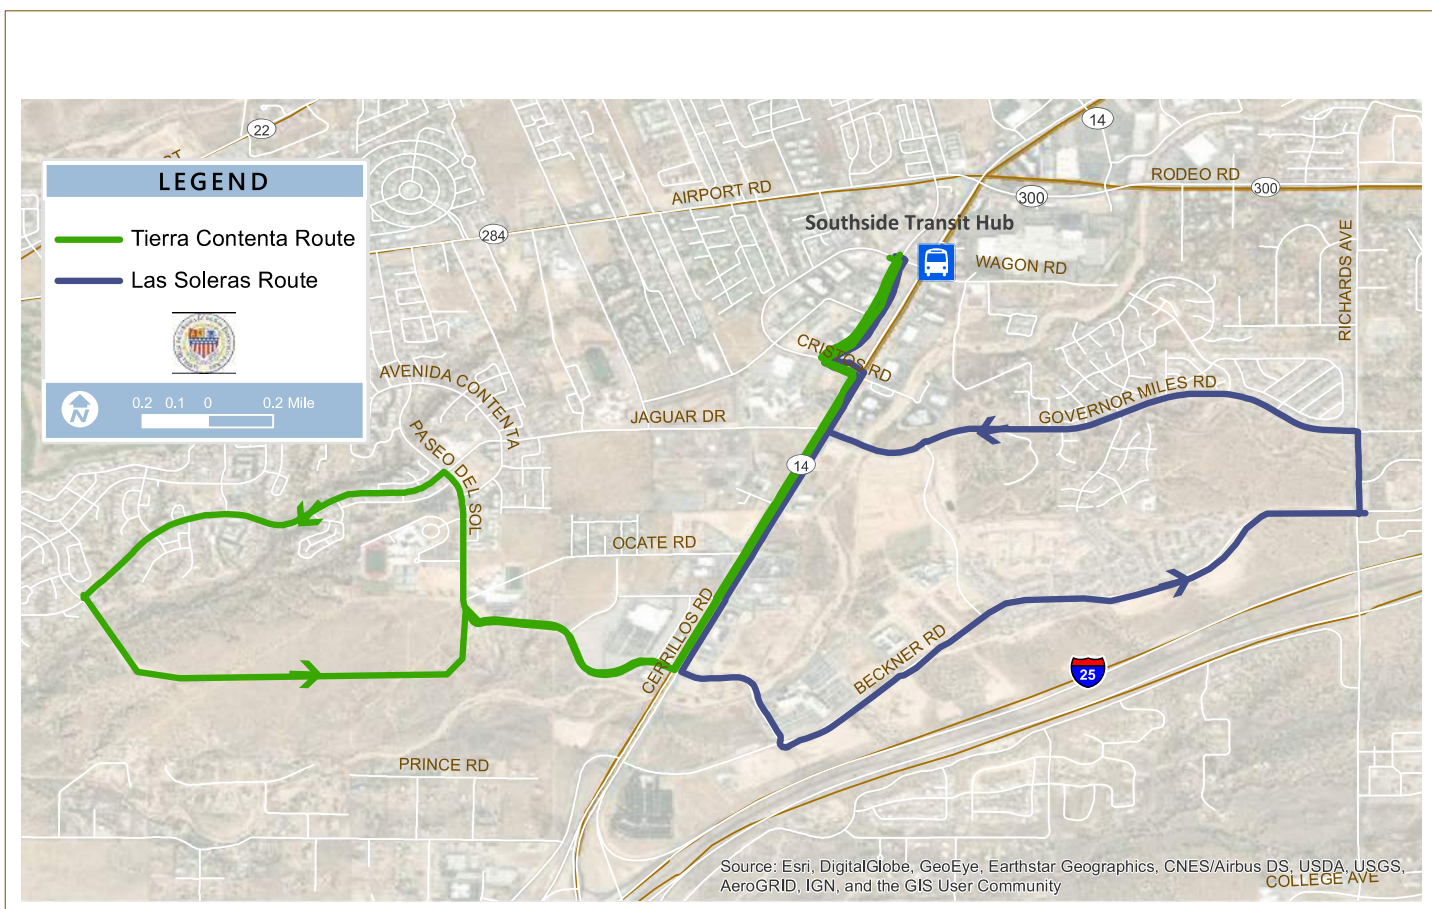 22
14
LEGEND
Tierra Contenta Route
Las Soleras Route
0.2 0.1 0 0.2 Mile
N
AIRPORT RD
284
RODEO RD
300
300
Southside Transit Hub
WAGON RD
RICHARDS AVE
CRISTOS RD
GOVERNOR MILES RD
AVENIDA CONTENTA
JAGUAR DR
PASEO DEL SOL
14
OCATE RD
CERRILLOS RD
BECKNER RD
25
PRINCE RD
Source: Esri, DigitalGlobe, GeoEye, Earthstar Geographics, CNES/Airbus DS, USDA, USGS,
AeroGRID, IGN, and the GIS User Community
COLLEGE AVE